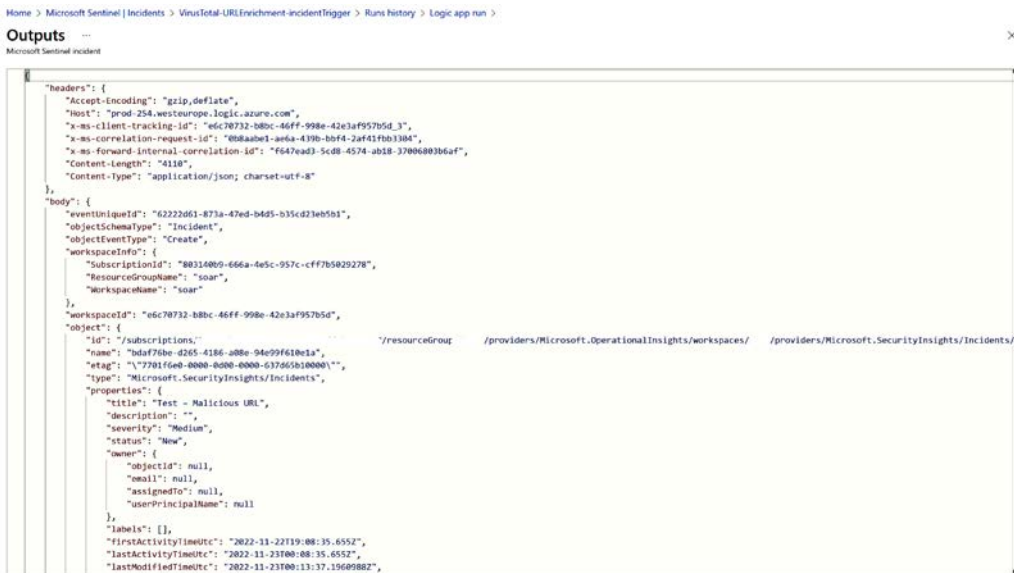 Home > Microsoft Sentinel | Incidents > VirusTotal-URLEnrichment-incidentTrigger > Runs history > Logic app run >
Outputs ...
Microsoft Sentinel incident
{
"headers": {
"Accept-Encoding": "gzip,deflate",
"Host": "prod-254.westeurope.logic.azure.com",
"x-ms-client-tracking-id": "e6c70732-b8bc-46ff-998e-42e3af957b5d_3",
"x-ms-correlation-request-id": "0b8aabe1-ae6a-439b-bbf4-2af41fbb3304",
"x-ms-forward-internal-correlation-id": "f647ead3-5cd8-4574-ab18-37006803b6af",
"Content-Length": "4110",
"Content-Type": "application/json; charset=utf-8"
},
"body": {
"eventUniqueId": "62222d61-873a-47ed-b4d5-b35cd23eb5b1",
"objectSchemaType": "Incident",
"objectEventType": "Create",
"workspaceInfo": {
"SubscriptionId": "803140b9-666a-4e5c-957c-cff7b5029278",
"ResourceGroupName": "soar",
"WorkspaceName": "soar"
},
"workspaceId": "e6c70732-b8bc-46ff-998e-42e3af957b5d",
"object": {
"id": "/subscriptions/ /resourceGroup /providers/Microsoft.OperationalInsights/workspaces/ /providers/Microsoft.SecurityInsights/Incidents/
"name": "bdaf76be-d265-4186-a08e-94e99f610e1a",
"etag": "\"7701f6e0-0000-0d00-0000-637d65b10000\"",
"type": "Microsoft.SecurityInsights/Incidents",
"properties": {
"title": "Test - Malicious URL",
"description": "",
"severity": "Medium",
"status": "New",
"owner": {
"objectId": null,
"email": null,
"assignedTo": null,
"userPrincipalName": null
},
"labels": [],
"firstActivityTimeUtc": "2022-11-22T19:08:35.655Z",
"lastActivityTimeUtc": "2022-11-23T00:08:35.655Z",
"lastModifiedTimeUtc": "2022-11-23T00:13:37.1960988Z",